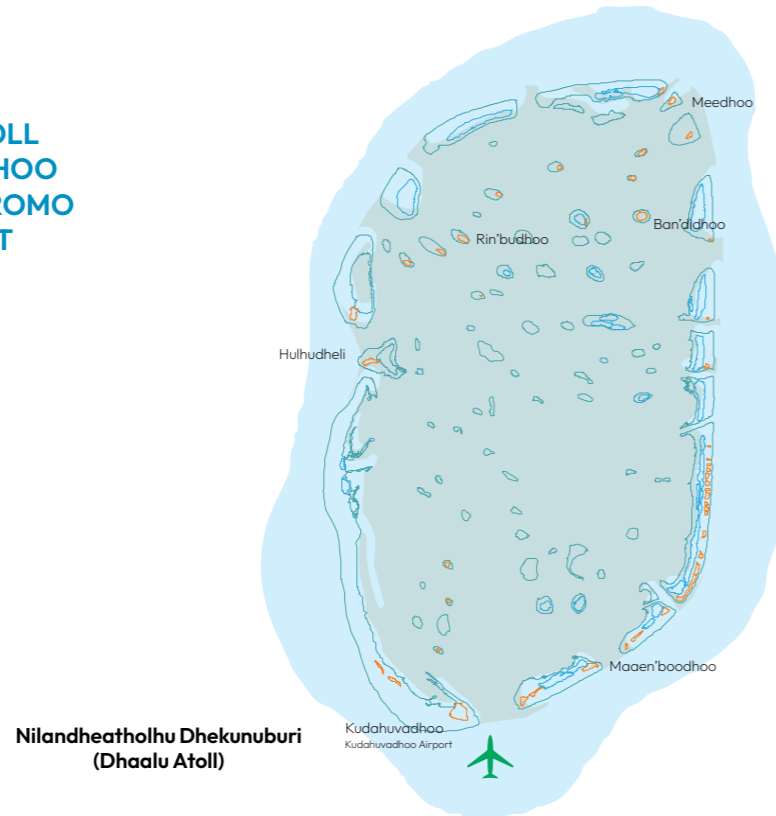 OLL
HOO
ROMO
T
Meedhoo
Ban'didhoo
Rin'budhoo
Hulhudheli
Maaen'boodhoo
Kudahuvadhoo
Kudahuvadhoo Airport
Nilandheatholhu Dhekunuburi
(Dhaalu Atoll)